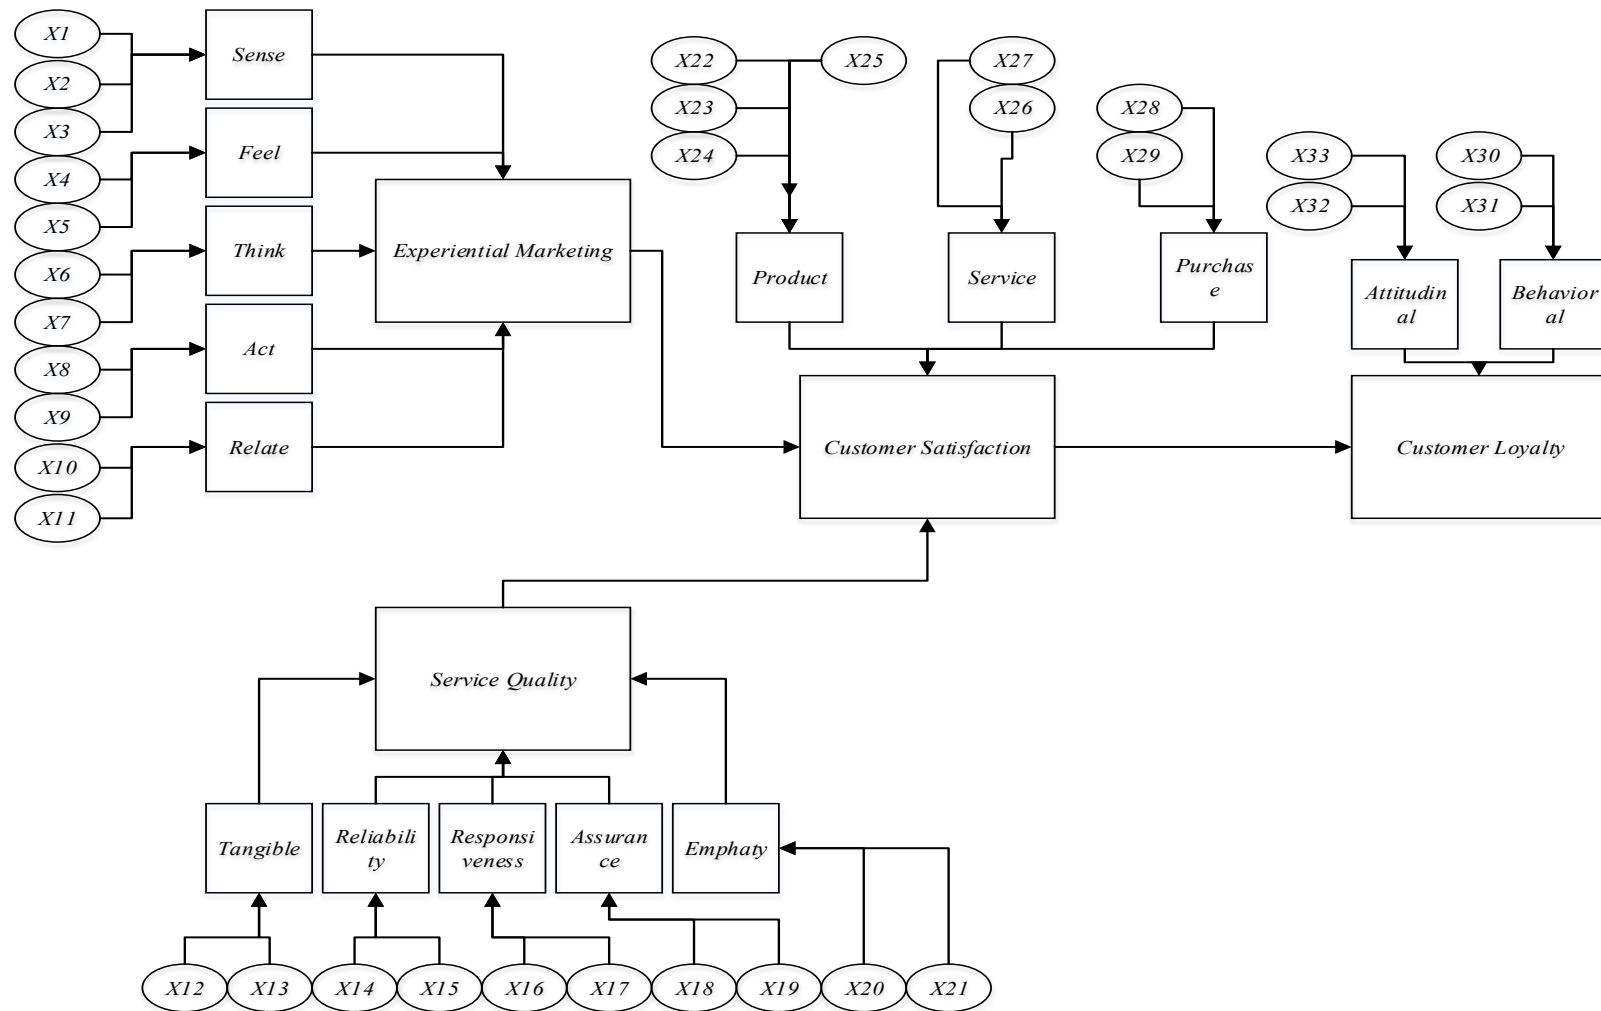 X1
X2
X3
X4
X5
X6
X7
X8
X9
X10
X11
Sense
Feel
Think
Act
Relate
Experiential Marketing
X22
X23
X24
X25
X27
X26
X28
X29
X33
X32
X30
X31
Product
Service
Purchas
e
Attitudin
al
Behavior
al
Customer Satisfaction
Customer Loyalty
Service Quality
Tangible
Reliabili
ty
Responsi
veness
Assuran
ce
Emphaty
X12
X13
X14
X15
X16
X17
X18
X19
X20
X21